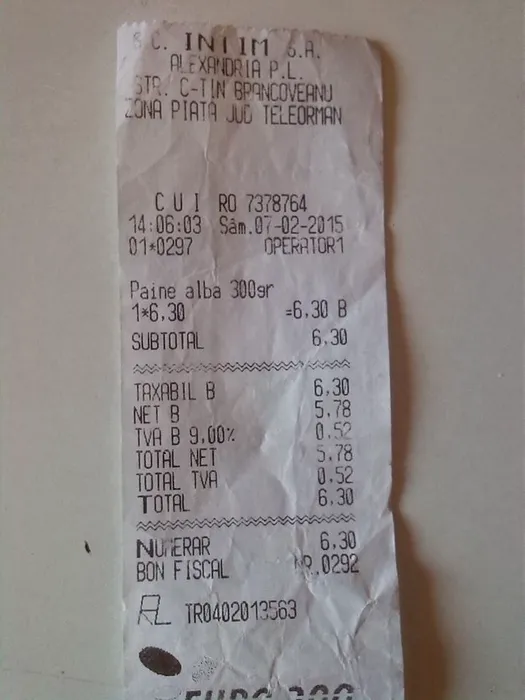 S.C. INTIM S.A.
ALEXANDRIA P.L.
STR. C-TIN BRANCOVEANU
ZONA PIATA JUD TELEORMAN
C U I RO 7378764
14:06:03 Sâm.07-02-2015
01*0297 OPERATOR1
Paine alba 300gr
1*6,30 =6,30 B
SUBTOTAL 6,30
TAXABIL B 6,30
NET B 5,78
TVA B 9,00% 0,52
TOTAL NET 5,78
TOTAL TVA 0,52
TOTAL 6,30
NUMERAR 6,30
BON FISCAL NR.0292
TR0402013563